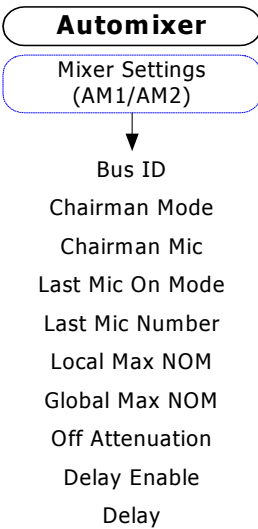 Automixer
Mixer Settings
(AM1/AM2)
Bus ID
Chairman Mode
Chairman Mic
Last Mic On Mode
Last Mic Number
Local Max NOM
Global Max NOM
Off Attenuation
Delay Enable
Delay